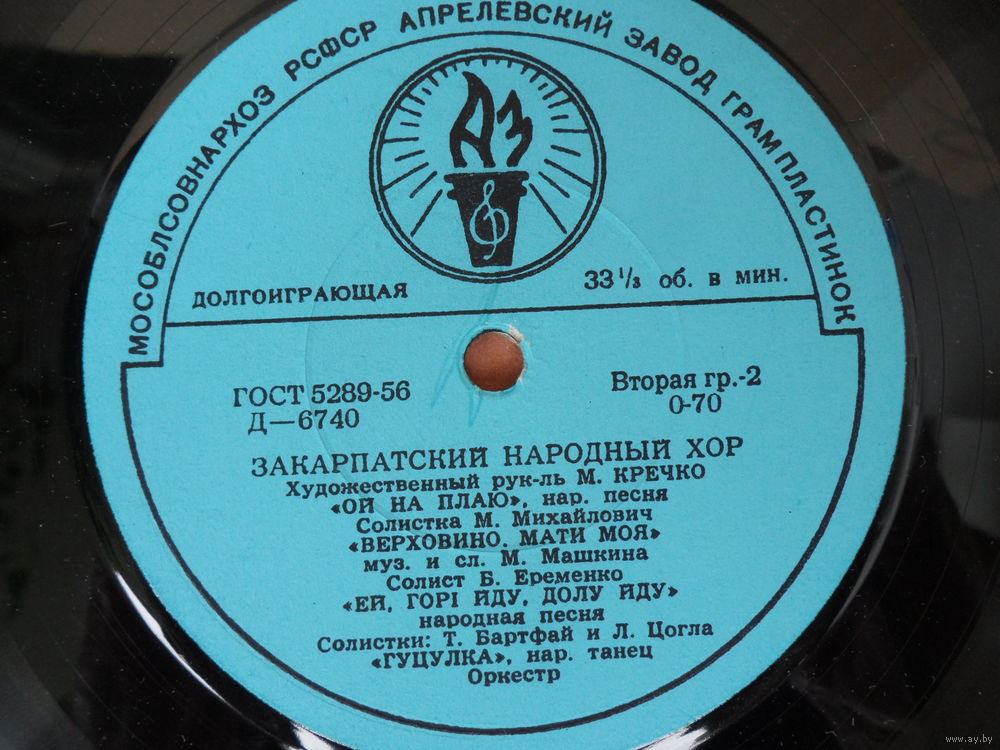 МОСОБЛСОВНАРХОЗ РСФСР АПРЕЛЕВСКИЙ ЗАВОД ГРАМПЛАСТИНОК
АЗ
ДОЛГОИГРАЮЩАЯ
33 1/3 об. в мин.
ГОСТ 5289-56
Д—6740
Вторая гр.-2
0-70
ЗАКАРПАТСКИЙ НАРОДНЫЙ ХОР
Художественный рук-ль М. КРЕЧКО
«ОЙ НА ПЛАЮ», нар. песня
Солистка М. Михайлович
«ВЕРХОВИНО. МАТИ МОЯ»
муз. и сл. М. Машкина
Солист Б. Еременко
«ЕЙ, ГОРІ ЙДУ, ДОЛУ ЙДУ»
народная песня
Солистки: Т. Бартфай и Л. Цогла
«ГУЦУЛКА», нар. танец
Оркестр
www.ay.by